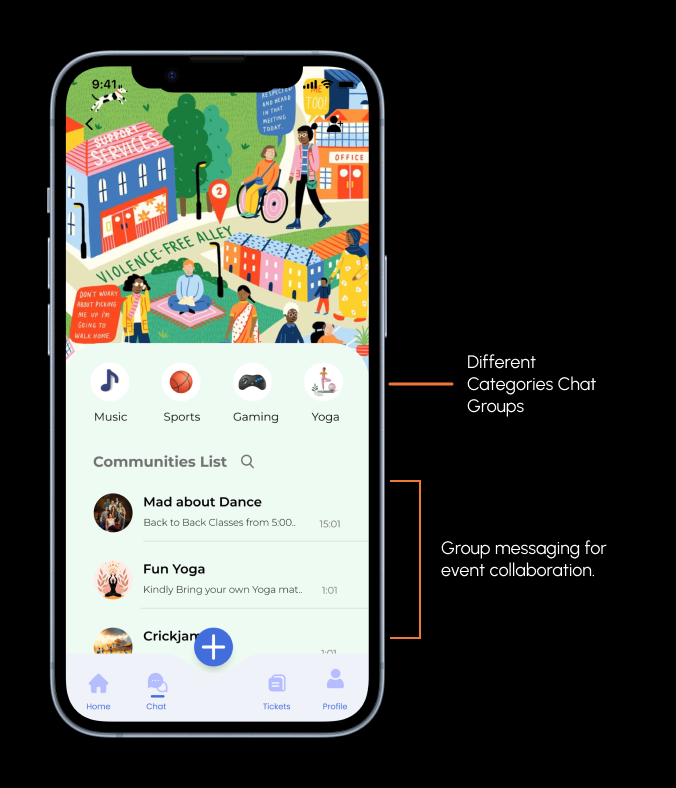 9:41
RESPECTED
AND HEARD
IN THAT
MEETING
TODAY.
ME
TOO!
SUPPORT
SERVICES
OFFICE
2
VIOLENCE-FREE ALLEY
DON'T WORRY
ABOUT PICKING
ME UP I'M
GOING TO
WALK HOME.
Different
Categories Chat
Groups
Music
Sports
Gaming
Yoga
Communities List
Mad about Dance
Back to Back Classes from 5:00..
15:01
Fun Yoga
Kindly Bring your own Yoga mat..
1:01
Group messaging for
event collaboration.
Crickjam
1:01
Home
Chat
Tickets
Profile